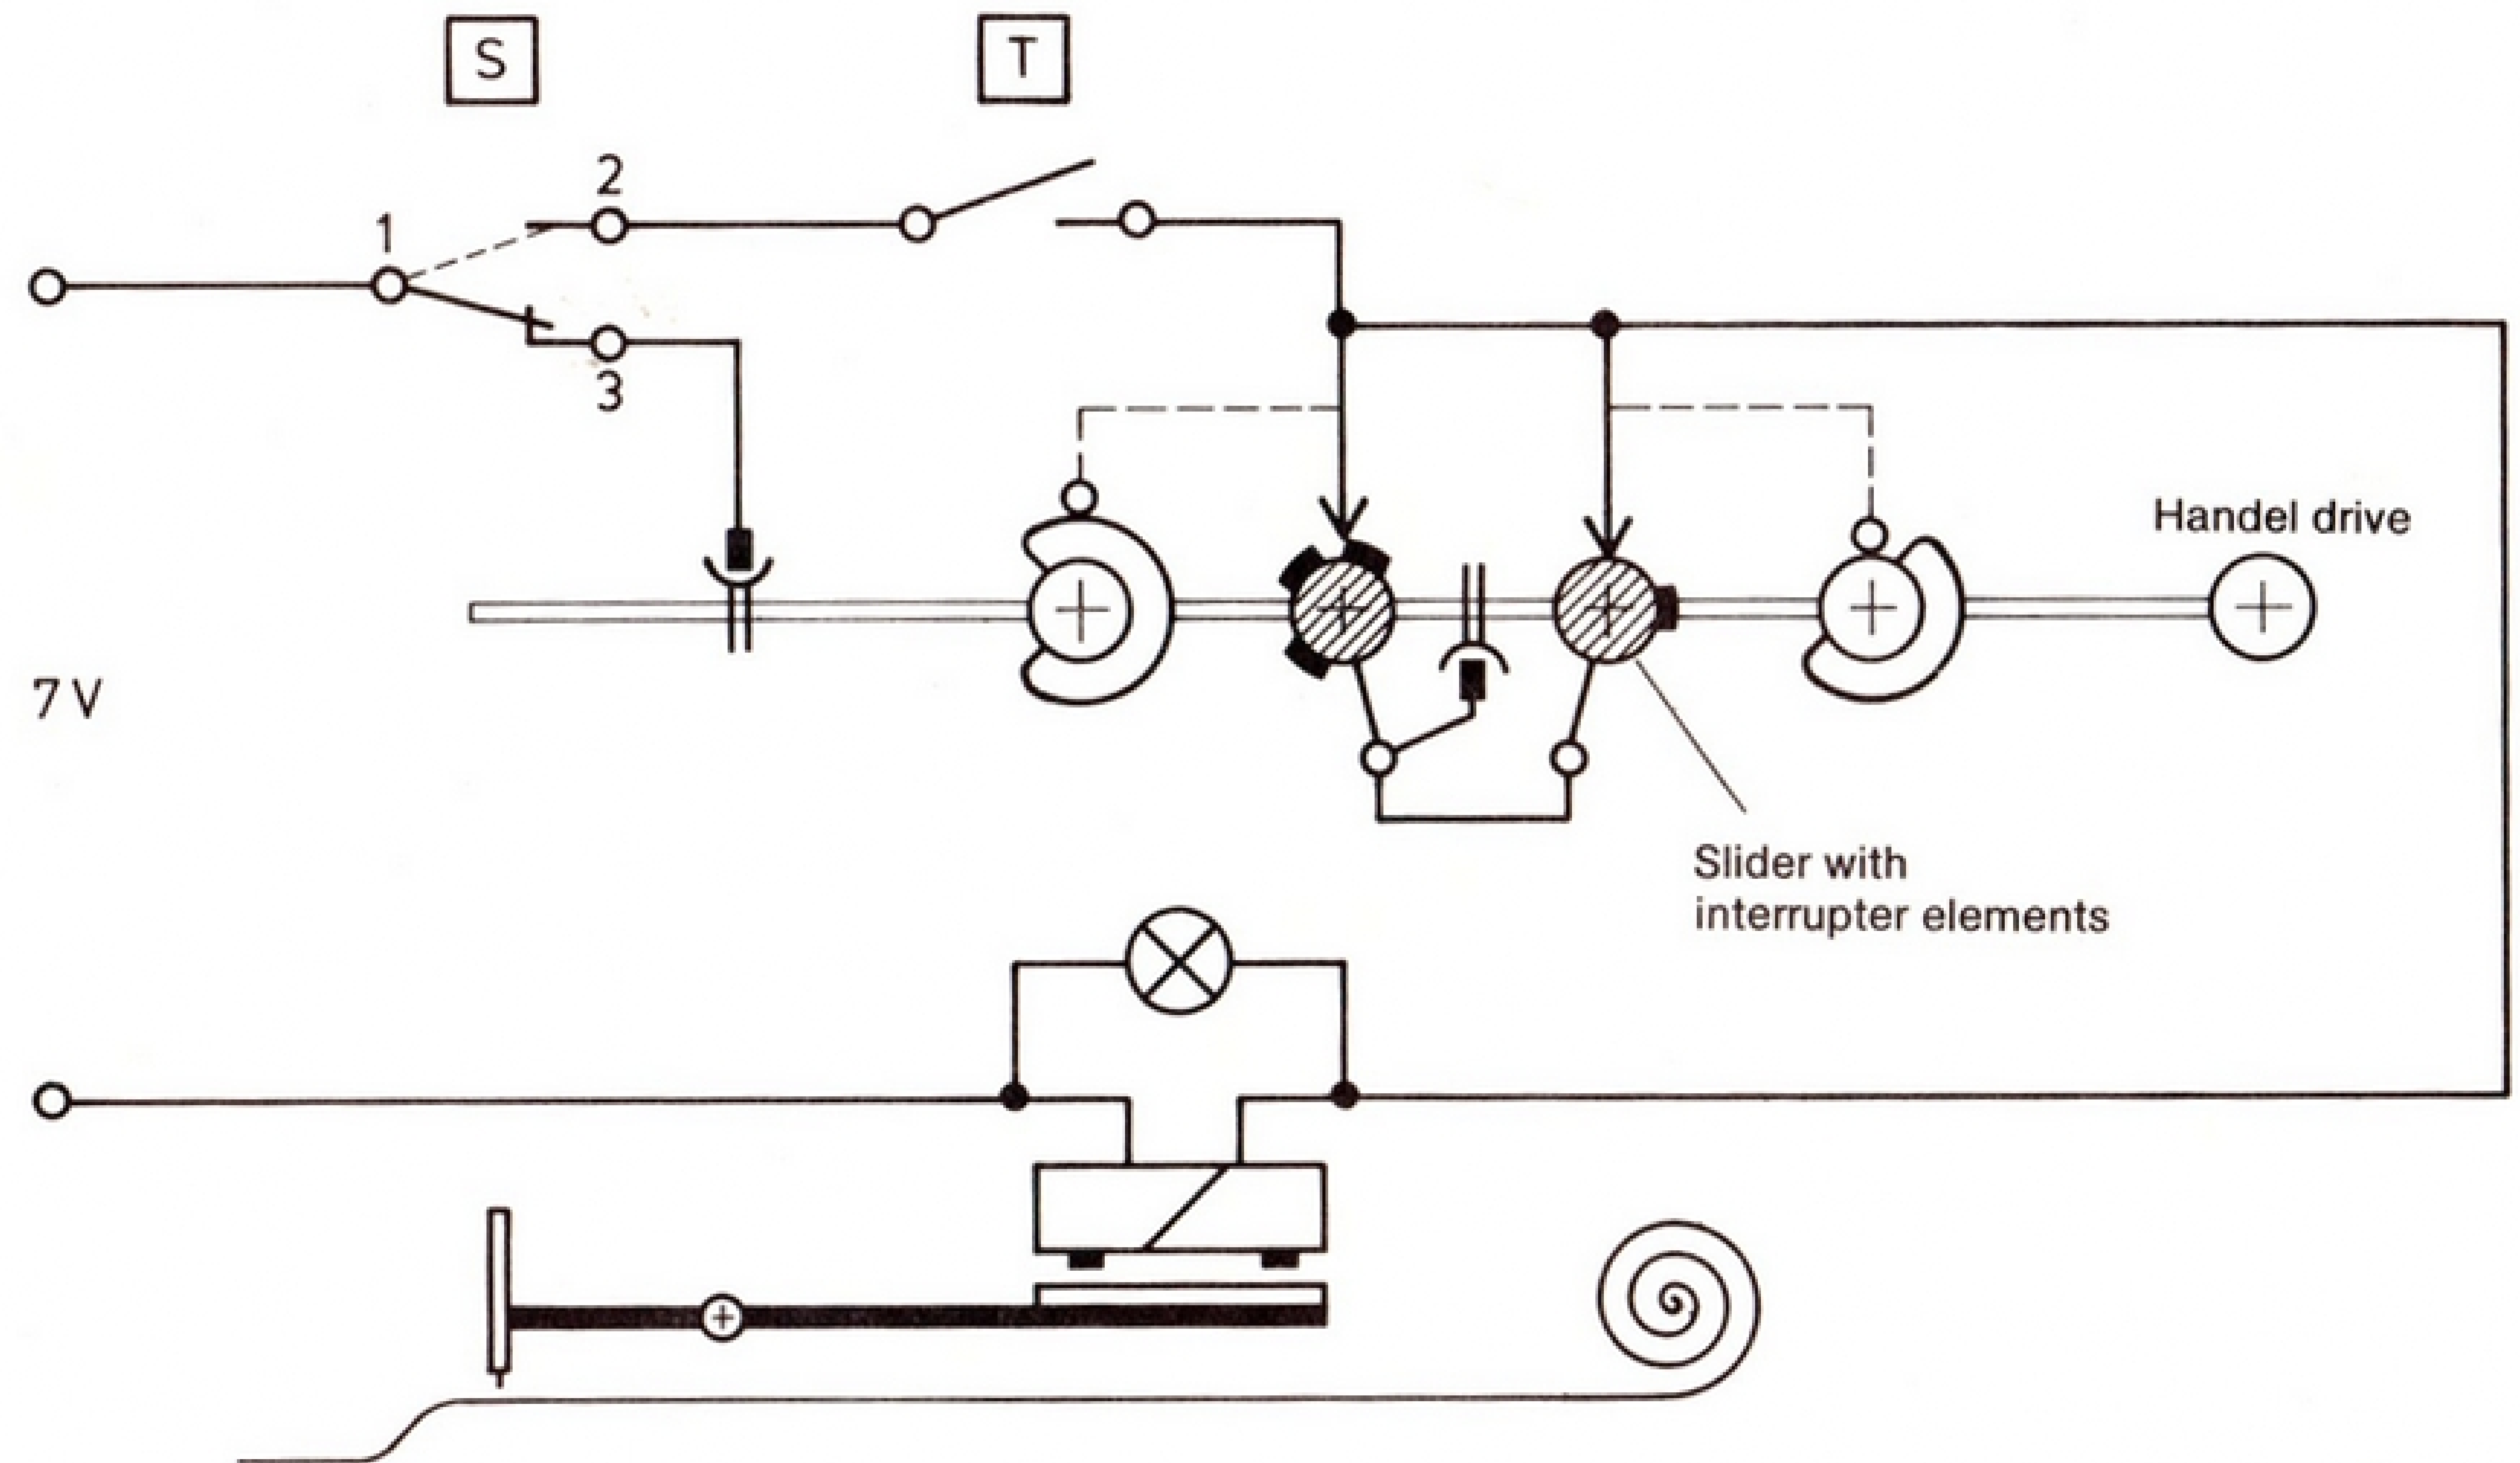 S
T
2
1
3
Handel drive
7 V
Slider with
interrupter elements